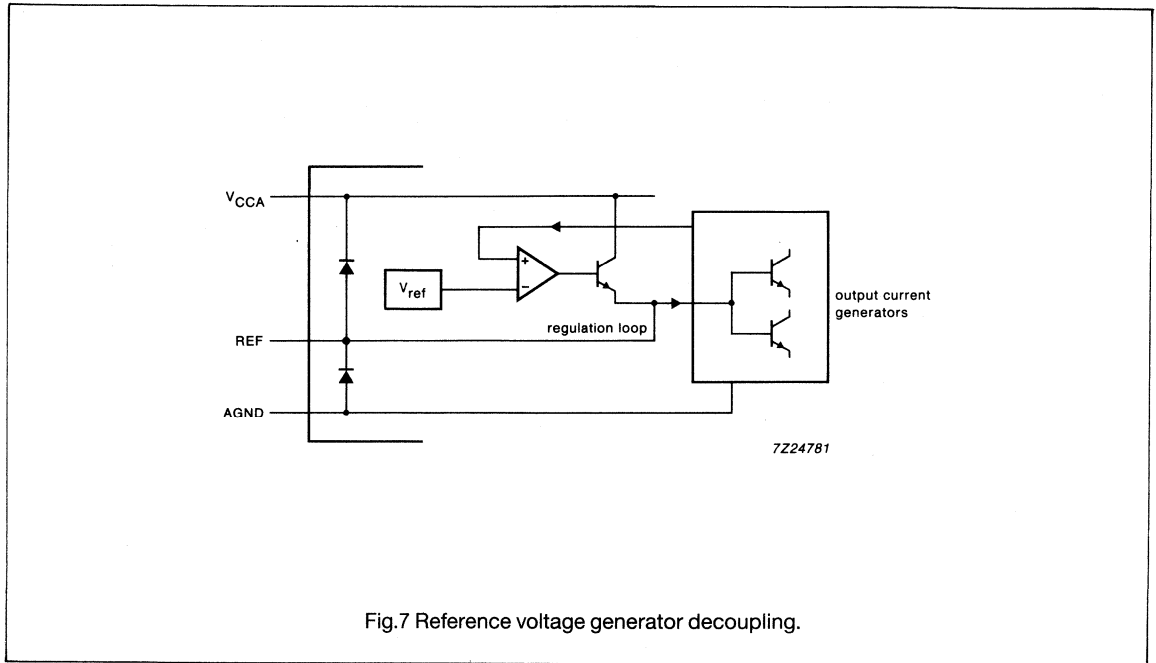 V_CCA
+
−
V_ref
output current
generators
regulation loop
REF
AGND
7Z24781
Fig.7 Reference voltage generator decoupling.